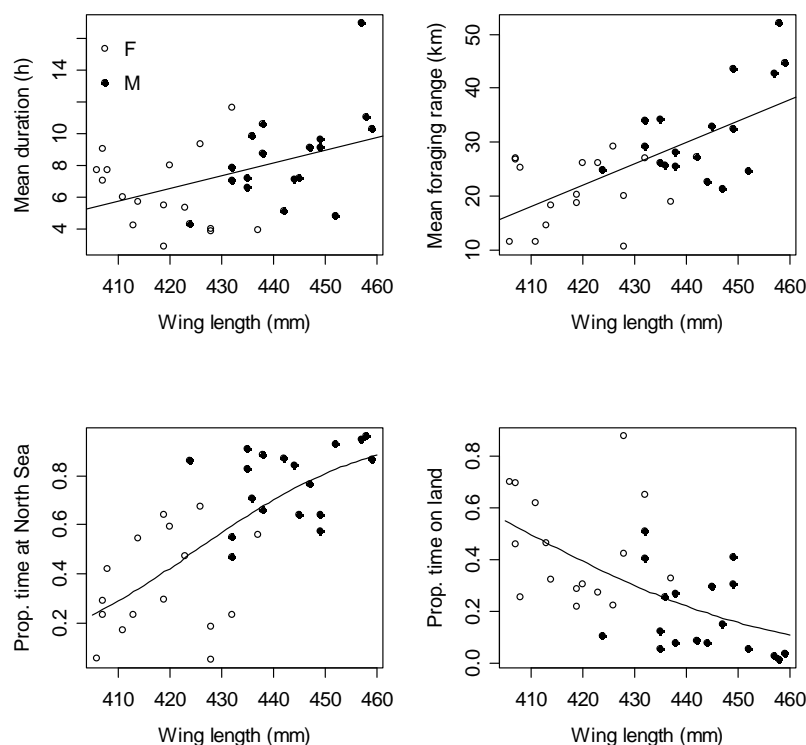 Mean duration (h)
4 6 8 10 14
F
M
410 420 430 440 450 460
Wing length (mm)
Mean foraging range (km)
10 20 30 40 50
410 420 430 440 450 460
Wing length (mm)
Prop. time at North Sea
0.2 0.4 0.6 0.8
410 420 430 440 450 460
Wing length (mm)
Prop. time on land
0.0 0.2 0.4 0.6 0.8
410 420 430 440 450 460
Wing length (mm)